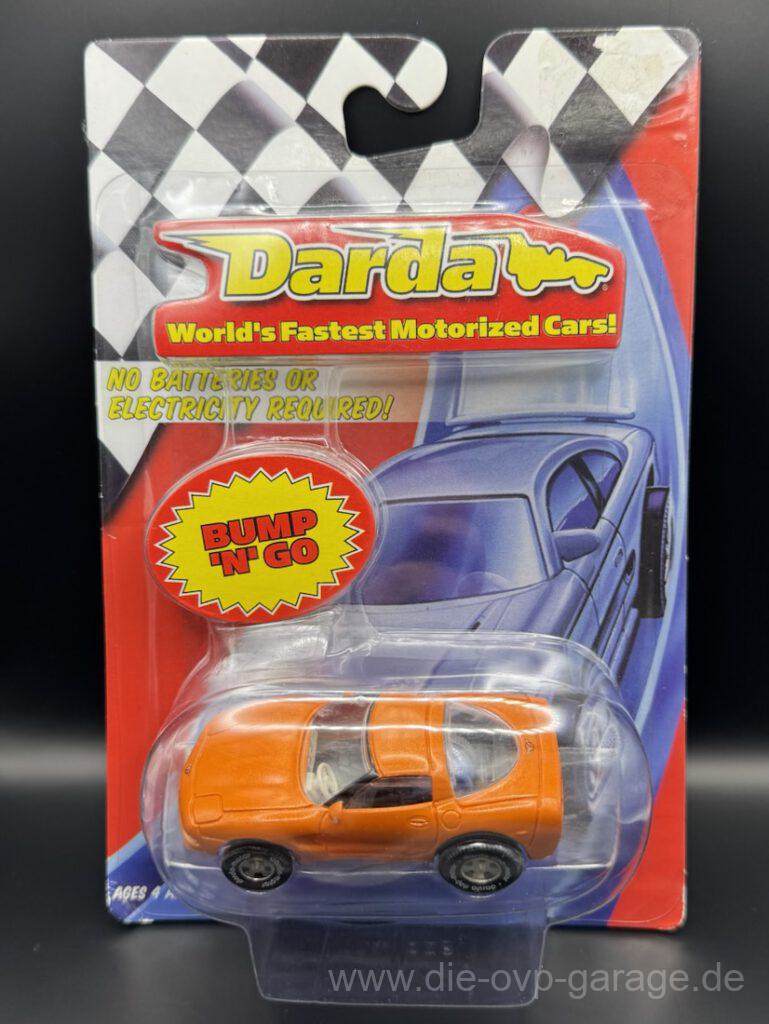 Darda
World's Fastest Motorized Cars!
NO BATTERIES OR
ELECTRICITY REQUIRED!
BUMP
'N' GO
AGES 4
www.die-ovp-garage.de